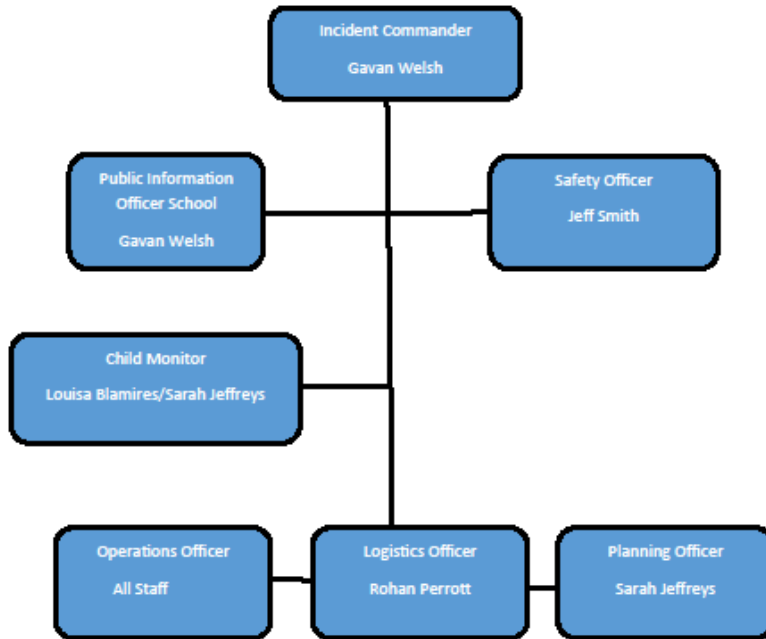 Incident Commander
Gavan Welsh
Public Information
Officer School
Gavan Welsh
Safety Officer
Jeff Smith
Child Monitor
Louisa Blamires/Sarah Jeffreys
Operations Officer
All Staff
Logistics Officer
Rohan Perrott
Planning Officer
Sarah Jeffreys